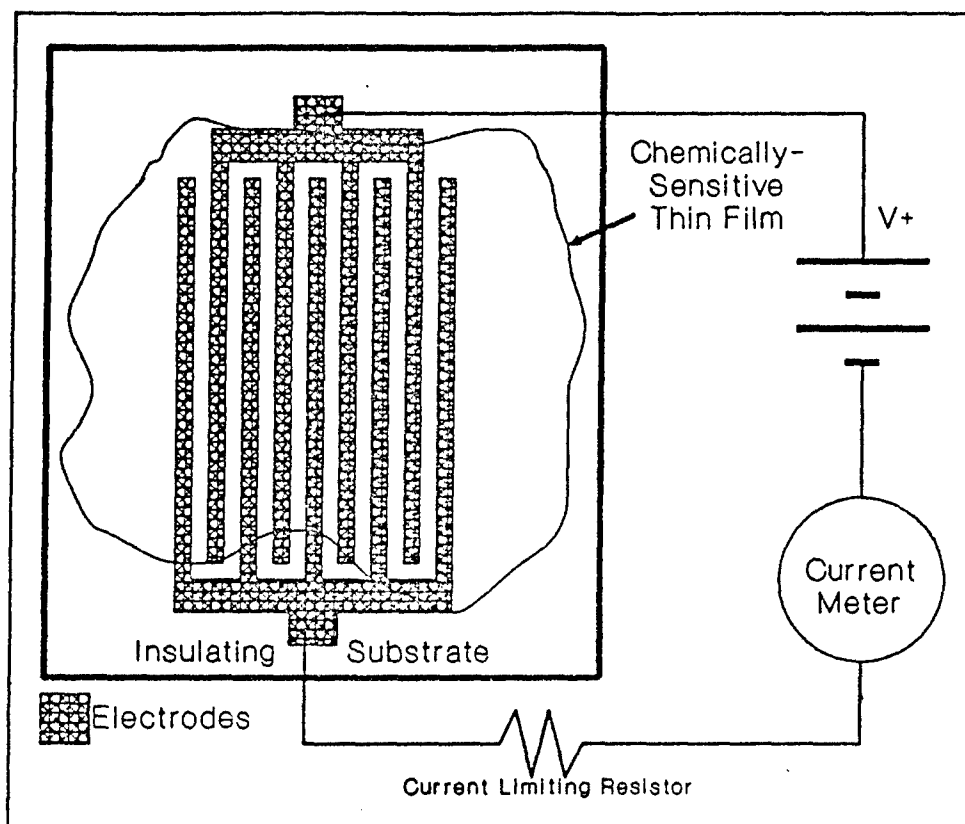 Chemically-
Sensitive
Thin Film
V+
Current
Meter
Insulating Substrate
Electrodes
Current Limiting Resistor